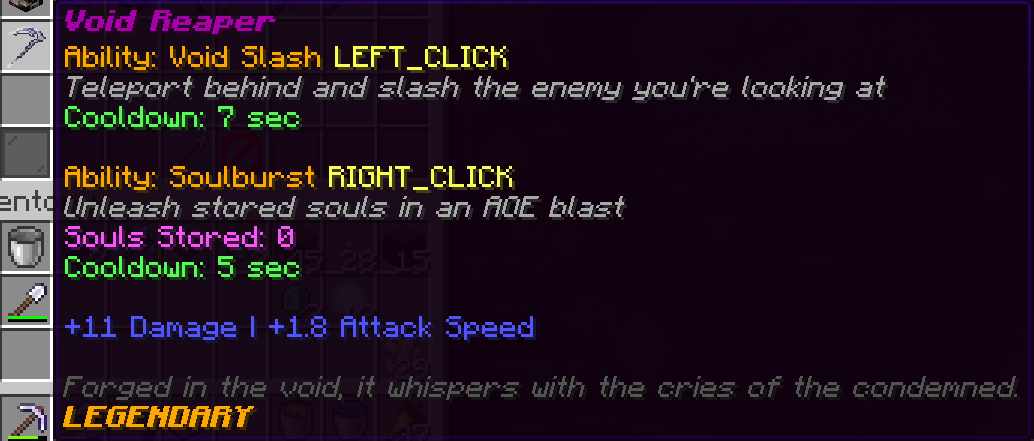 Void Reaper
Ability: Void Slash LEFT_CLICK
Teleport behind and slash the enemy you're looking at
Cooldown: 7 sec
Ability: Soulburst RIGHT_CLICK
Unleash stored souls in an AOE blast
Souls Stored: 0
Cooldown: 5 sec
+11 Damage | +1.8 Attack Speed
Forged in the void, it whispers with the cries of the condemned.
LEGENDARY